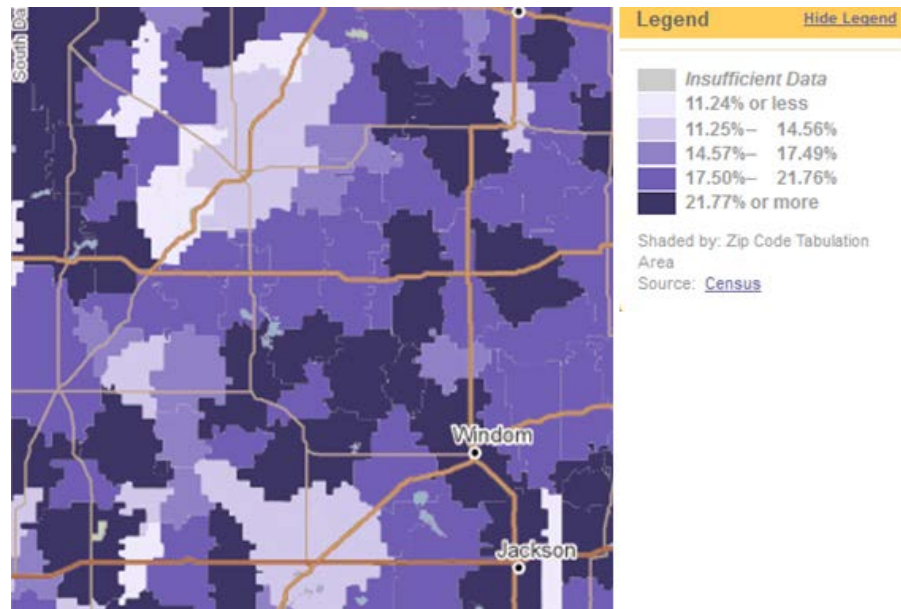 South Da
Windom
Jackson
Legend Hide Legend
Insufficient Data
11.24% or less
11.25%– 14.56%
14.57%– 17.49%
17.50%– 21.76%
21.77% or more
Shaded by: Zip Code Tabulation
Area
Source: Census